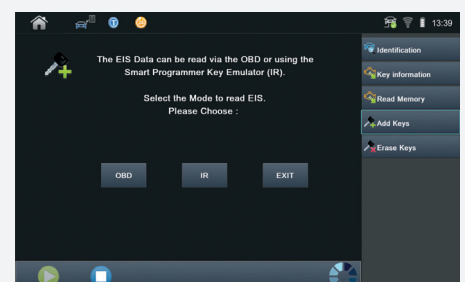 13:39
The EIS Data can be read via the OBD or using the
Smart Programmer Key Emulator (IR).
Select the Mode to read EIS.
Please Choose :
OBD
IR
EXIT
Identification
Key information
Read Memory
Add Keys
Erase Keys